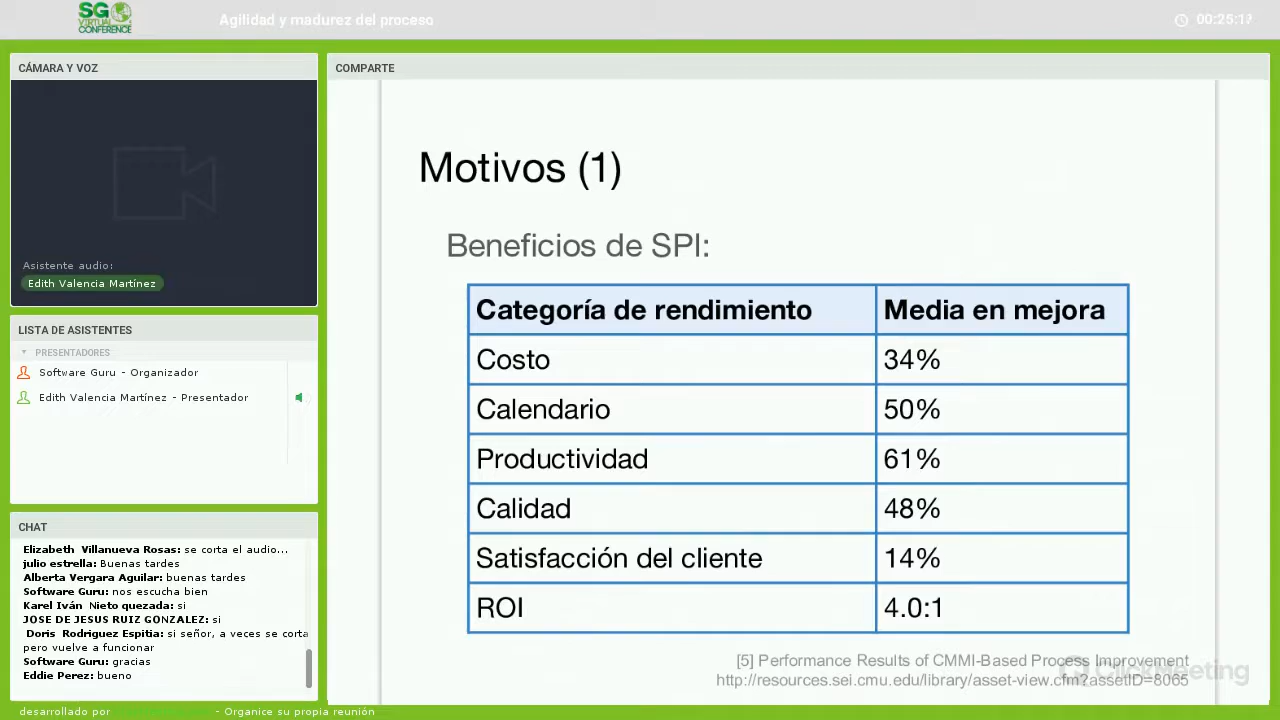 SG
VIRTUAL
CONFERENCE
Agilidad y madurez del proceso
00:25:17
CÁMARA Y VOZ
Asistente audio:
Edith Valencia Martínez
LISTA DE ASISTENTES
PRESENTADORES
Software Guru - Organizador
Edith Valencia Martínez - Presentador
CHAT
Elizabeth Villanueva Rosas: se corta el audio...
julio estrella: Buenas tardes
Alberta Vergara Aguilar: buenas tardes
Software Guru: nos escucha bien
Karel Iván Nieto quezada: si
JOSE DE JESUS RUIZ GONZALEZ: si
Doris Rodriguez Espitia: si señor, a veces se corta
pero vuelve a funcionar
Software Guru: gracias
Eddie Perez: bueno
desarrollado por - Organice su propia reunión
COMPARTE
Motivos (1)
Beneficios de SPI:
Categoría de rendimiento Media en mejora
Costo 34%
Calendario 50%
Productividad 61%
Calidad 48%
Satisfacción del cliente 14%
ROI 4.0:1
[5] Performance Results of CMMI-Based Process Improvement
http://resources.sei.cmu.edu/library/asset-view.cfm?assetID=8065
ClickMeeting